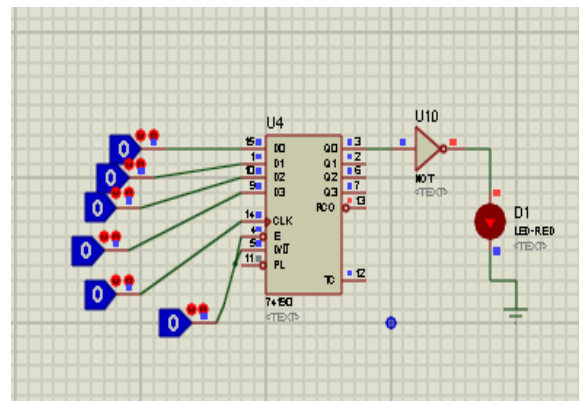 U4
U10
0
0
0
0
0
0
15 D0 Q0 3
1 D1 Q1 2
10 D2 Q2 6
9 D3 Q3 7
RCO 13
14 CLK
4 E
5 D/U
11 PL
TC 12
74190
<TEXT>
NOT
<TEXT>
D1
LED-RED
<TEXT>